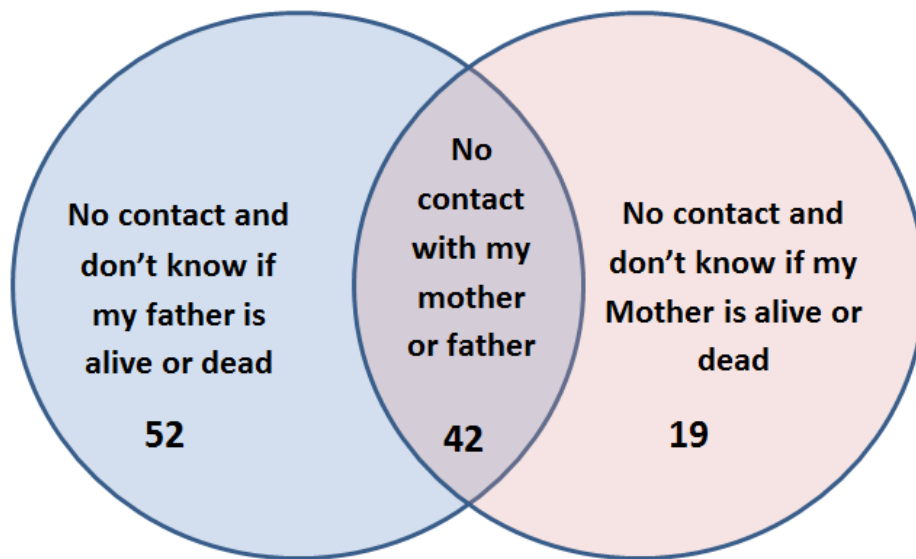 No contact and
don’t know if
my father is
alive or dead
52
No
contact
with my
mother
or father
42
No contact and
don’t know if my
Mother is alive or
dead
19